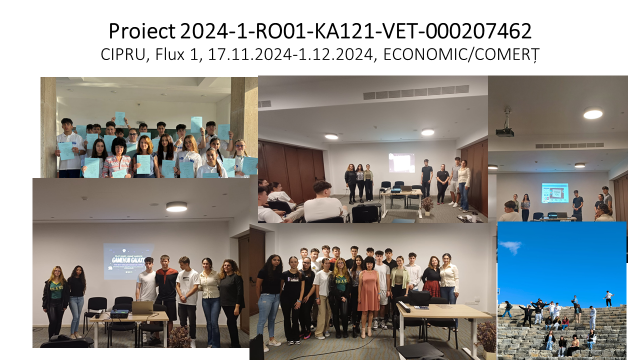 Proiect 2024-1-RO01-KA121-VET-000207462
CIPRU, Flux 1, 17.11.2024-1.12.2024, ECONOMIC/COMERȚ